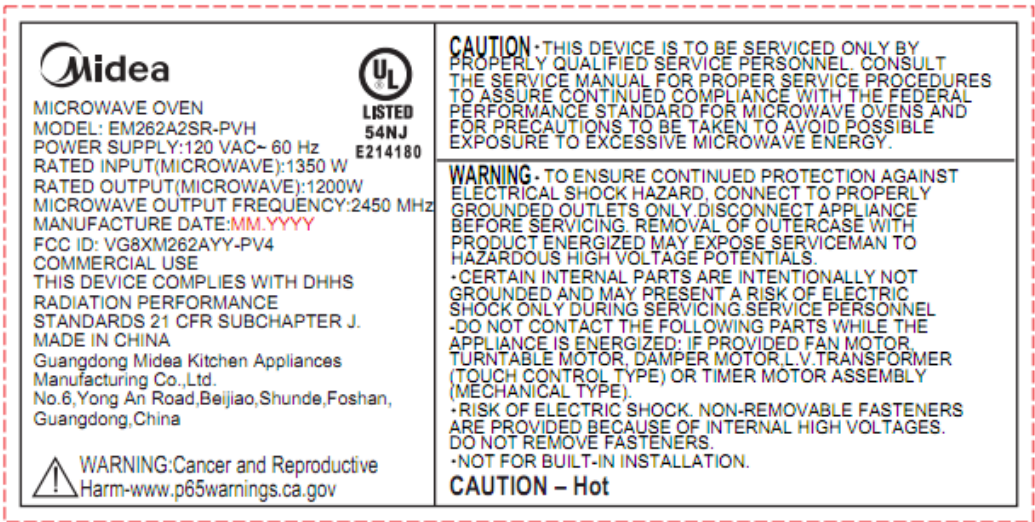 Midea
UL
LISTED
54NJ
E214180
MICROWAVE OVEN
MODEL: EM262A2SR-PVH
POWER SUPPLY:120 VAC~ 60 Hz
RATED INPUT(MICROWAVE):1350 W
RATED OUTPUT(MICROWAVE):1200W
MICROWAVE OUTPUT FREQUENCY:2450 MHz
MANUFACTURE DATE:MM.YYYY
FCC ID: VG8XM262AYY-PV4
COMMERCIAL USE
THIS DEVICE COMPLIES WITH DHHS
RADIATION PERFORMANCE
STANDARDS 21 CFR SUBCHAPTER J.
MADE IN CHINA
Guangdong Midea Kitchen Appliances
Manufacturing Co.,Ltd.
No.6,Yong An Road,Beijiao,Shunde,Foshan,
Guangdong,China
WARNING:Cancer and Reproductive
Harm-www.p65warnings.ca.gov
CAUTION •THIS DEVICE IS TO BE SERVICED ONLY BY
PROPERLY QUALIFIED SERVICE PERSONNEL. CONSULT
THE SERVICE MANUAL FOR PROPER SERVICE PROCEDURES
TO ASSURE CONTINUED COMPLIANCE WITH THE FEDERAL
PERFORMANCE STANDARD FOR MICROWAVE OVENS AND
FOR PRECAUTIONS TO BE TAKEN TO AVOID POSSIBLE
EXPOSURE TO EXCESSIVE MICROWAVE ENERGY.
WARNING • TO ENSURE CONTINUED PROTECTION AGAINST
ELECTRICAL SHOCK HAZARD, CONNECT TO PROPERLY
GROUNDED OUTLETS ONLY.DISCONNECT APPLIANCE
BEFORE SERVICING. REMOVAL OF OUTERCASE WITH
PRODUCT ENERGIZED MAY EXPOSE SERVICEMAN TO
HAZARDOUS HIGH VOLTAGE POTENTIALS.
•CERTAIN INTERNAL PARTS ARE INTENTIONALLY NOT
GROUNDED AND MAY PRESENT A RISK OF ELECTRIC
SHOCK ONLY DURING SERVICING.SERVICE PERSONNEL
-DO NOT CONTACT THE FOLLOWING PARTS WHILE THE
APPLIANCE IS ENERGIZED: IF PROVIDED FAN MOTOR,
TURNTABLE MOTOR, DAMPER MOTOR,L.V.TRANSFORMER
(TOUCH CONTROL TYPE) OR TIMER MOTOR ASSEMBLY
(MECHANICAL TYPE).
•RISK OF ELECTRIC SHOCK. NON-REMOVABLE FASTENERS
ARE PROVIDED BECAUSE OF INTERNAL HIGH VOLTAGES.
DO NOT REMOVE FASTENERS.
•NOT FOR BUILT-IN INSTALLATION.
CAUTION – Hot